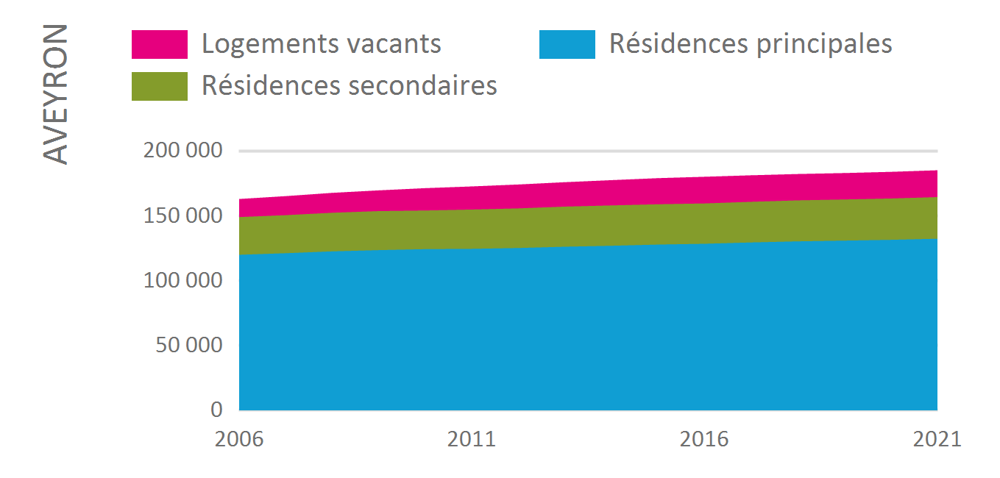 AVEYRON
Logements vacants
Résidences principales
Résidences secondaires
200 000
150 000
100 000
50 000
0
2006
2011
2016
2021